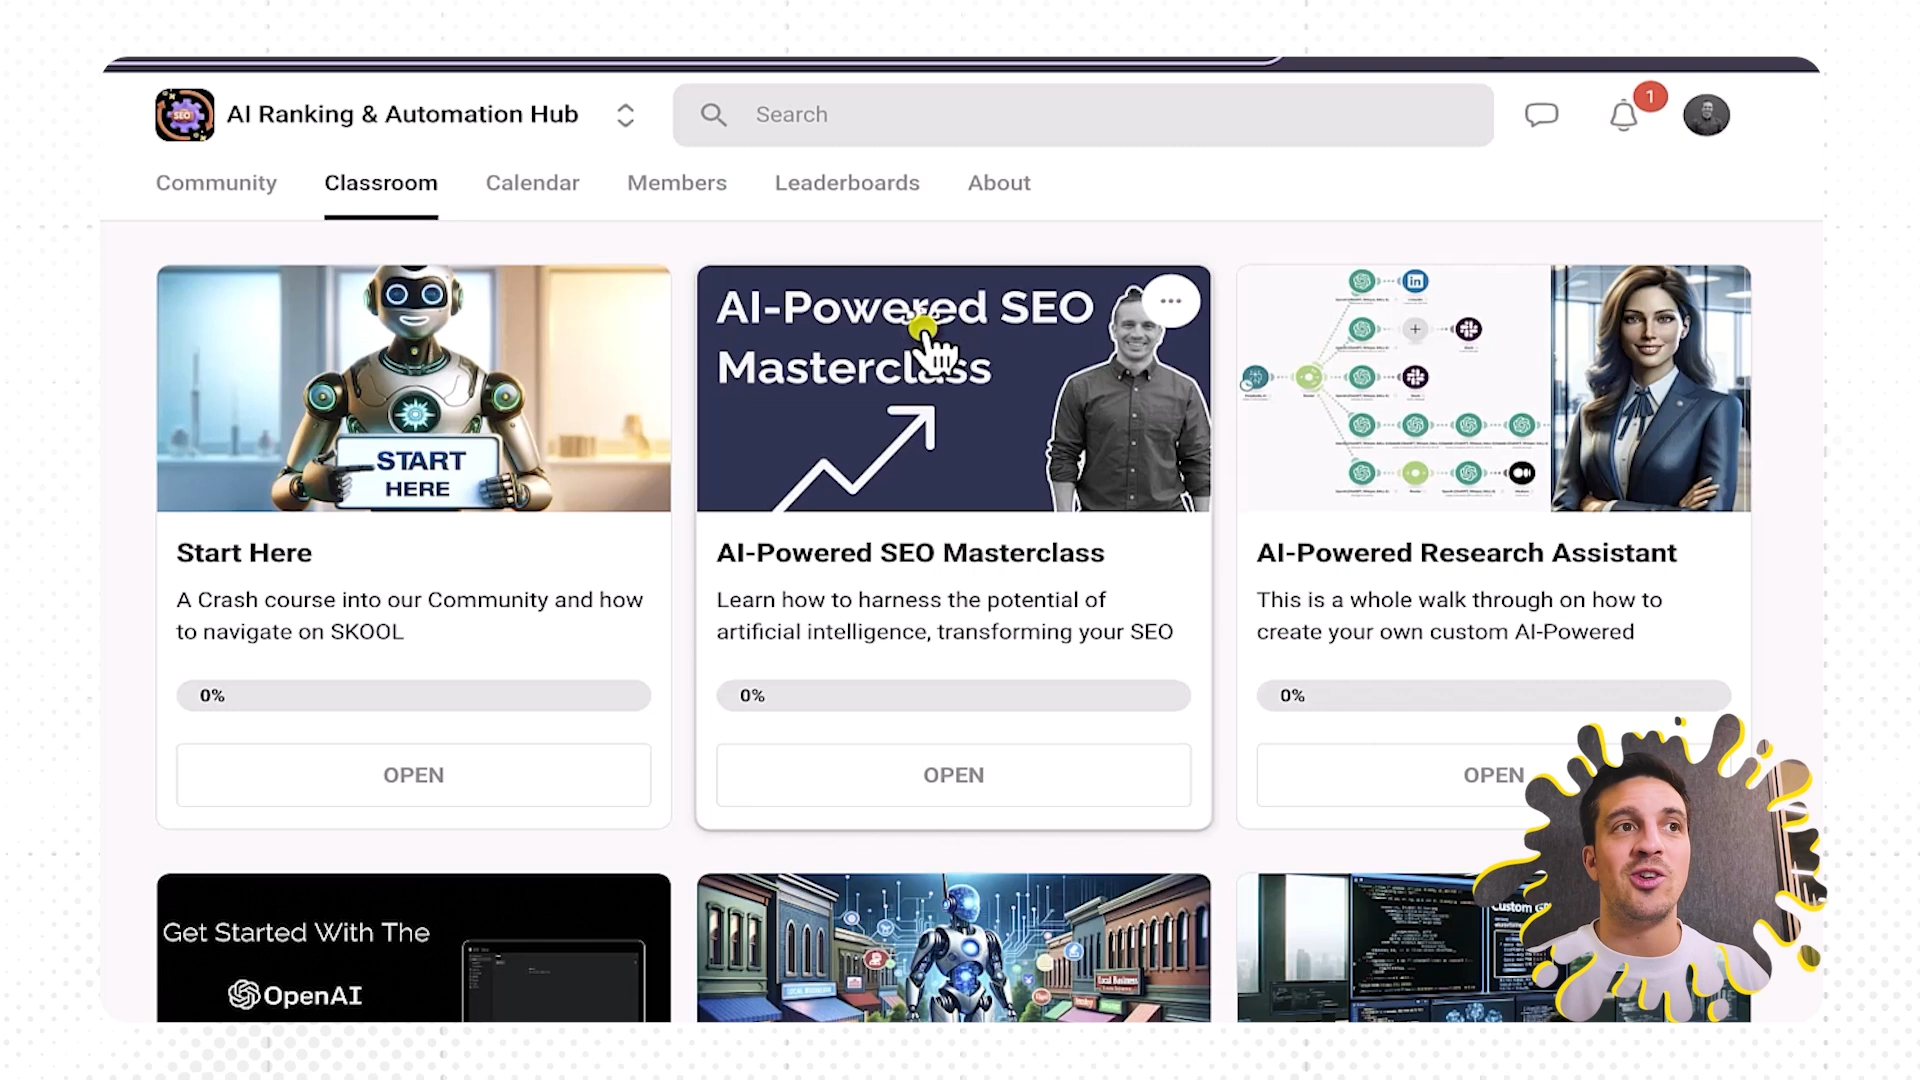 SEO
AI Ranking & Automation Hub
Search
1
Community
Classroom
Calendar
Members
Leaderboards
About
START
HERE
AI-Powered SEO
Masterclass
in
Start Here
A Crash course into our Community and how
to navigate on SKOOL
0%
OPEN
AI-Powered SEO Masterclass
Learn how to harness the potential of
artificial intelligence, transforming your SEO
0%
OPEN
AI-Powered Research Assistant
This is a whole walk through on how to
create your own custom AI-Powered
0%
OPEN
Get Started With The
OpenAI
Local Business